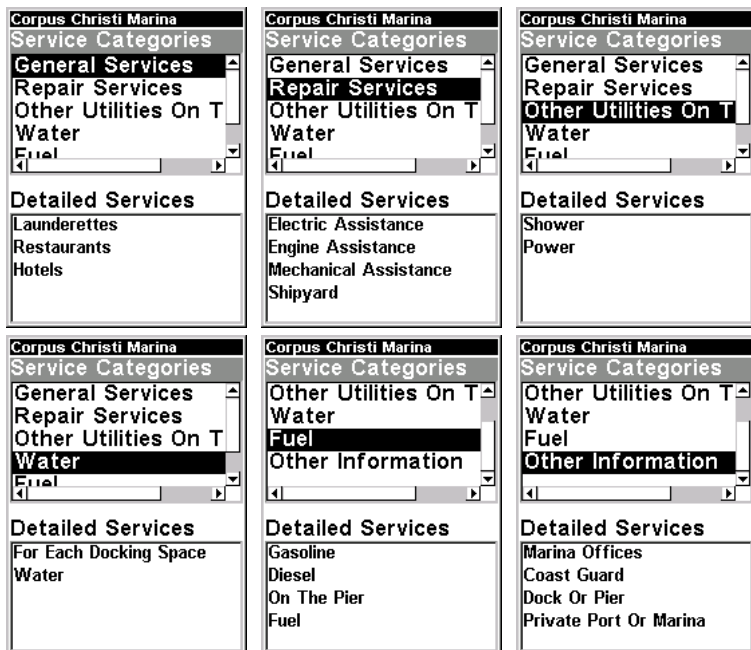 Corpus Christi Marina
Service Categories
General Services
Repair Services
Other Utilities On T
Water
Fuel
Detailed Services
Launderettes
Restaurants
Hotels
Corpus Christi Marina
Service Categories
General Services
Repair Services
Other Utilities On T
Water
Fuel
Detailed Services
Electric Assistance
Engine Assistance
Mechanical Assistance
Shipyard
Corpus Christi Marina
Service Categories
General Services
Repair Services
Other Utilities On T
Water
Fuel
Detailed Services
Shower
Power
Corpus Christi Marina
Service Categories
General Services
Repair Services
Other Utilities On T
Water
Fuel
Detailed Services
For Each Docking Space
Water
Corpus Christi Marina
Service Categories
Other Utilities On T
Water
Fuel
Other Information
Detailed Services
Gasoline
Diesel
On The Pier
Fuel
Corpus Christi Marina
Service Categories
Other Utilities On T
Water
Fuel
Other Information
Detailed Services
Marina Offices
Coast Guard
Dock Or Pier
Private Port Or Marina